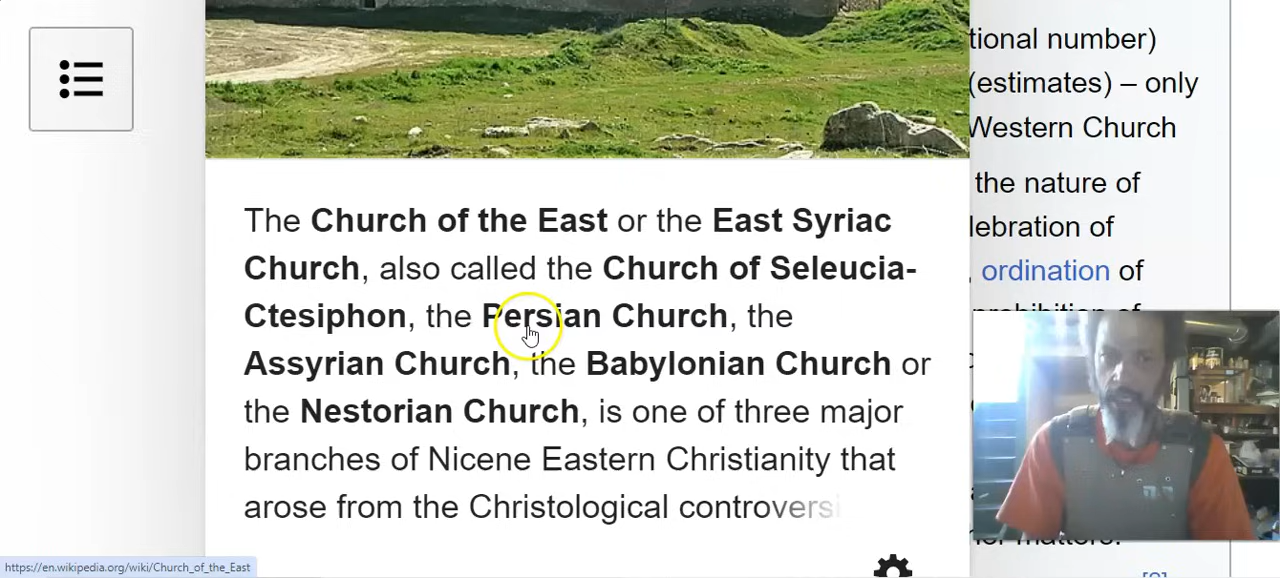 tional number)
(estimates) – only
Western Church
the nature of
lebration of
ordination of
The Church of the East or the East Syriac
Church, also called the Church of Seleucia-
Ctesiphon, the Persian Church, the
Assyrian Church, the Babylonian Church or
the Nestorian Church, is one of three major
branches of Nicene Eastern Christianity that
arose from the Christological controversi
https://en.wikipedia.org/wiki/Church_of_the_East